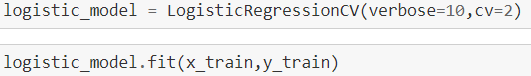 logistic_model = LogisticRegressionCV(verbose=10,cv=2)
logistic_model.fit(x_train,y_train)